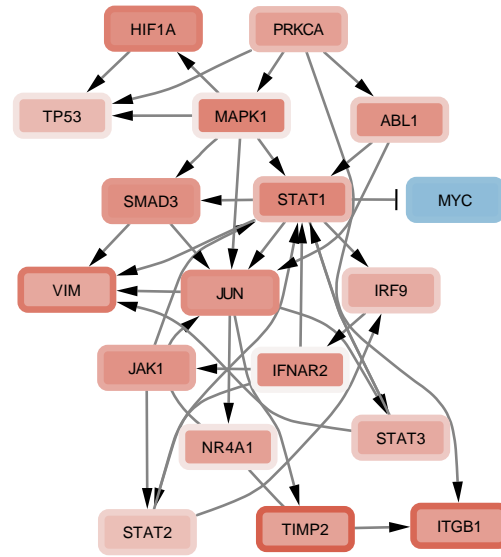 HIF1A
PRKCA
TP53
MAPK1
ABL1
SMAD3
STAT1
MYC
VIM
JUN
IRF9
JAK1
IFNAR2
NR4A1
STAT3
STAT2
TIMP2
ITGB1